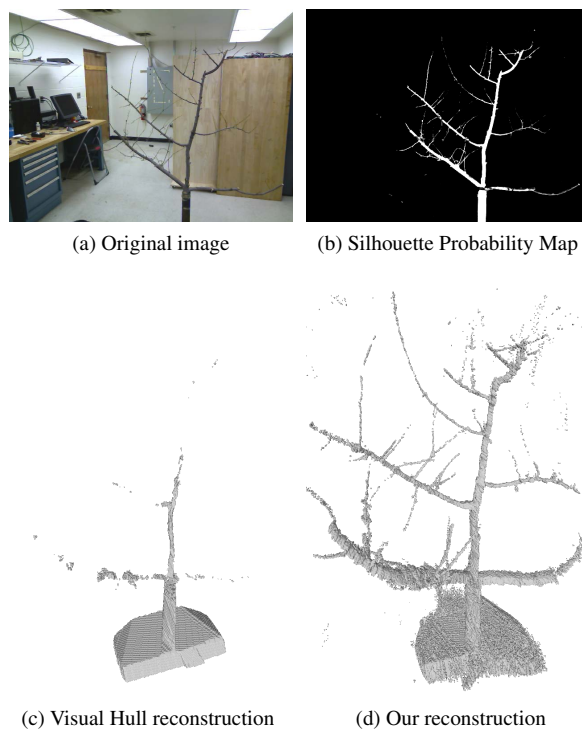 (a) Original image
(b) Silhouette Probability Map
(c) Visual Hull reconstruction
(d) Our reconstruction